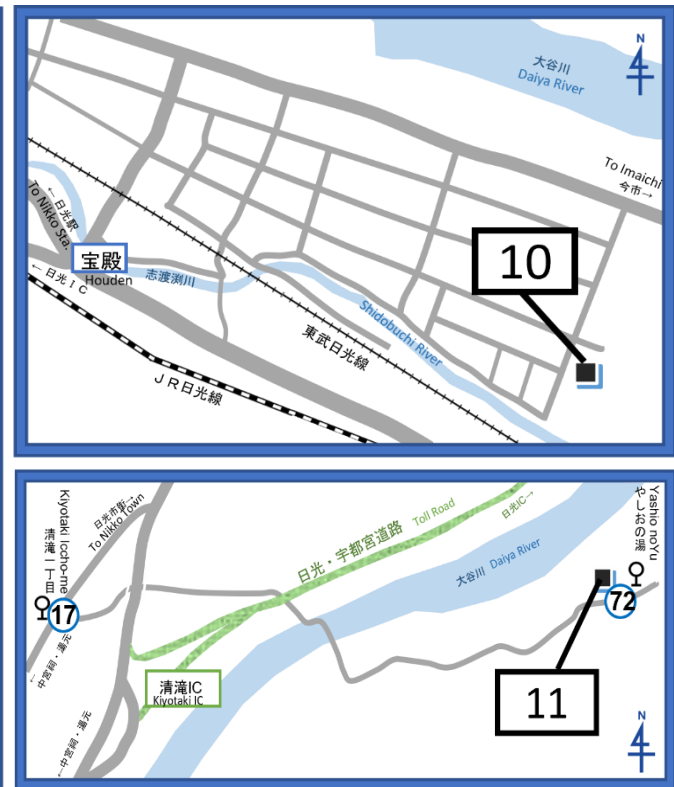 N
大谷川
Daiya River
To Imaichi
今市→
10
← 日光駅
To Nikko Sta.
宝殿
Houden
← 日光IC
志渡渕川
Shidobuchi River
東武日光線
JR日光線
Kiyotaki Iccho-me
清滝一丁目
日光市街→
To Nikko Town
17
←中宮祠・湯元
←中宮祠・湯元
清滝IC
Kiyotaki IC
日光・宇都宮道路
Toll Road
日光IC→
大谷川
Daiya River
Yashio noYu
やしおの湯
72
11
N